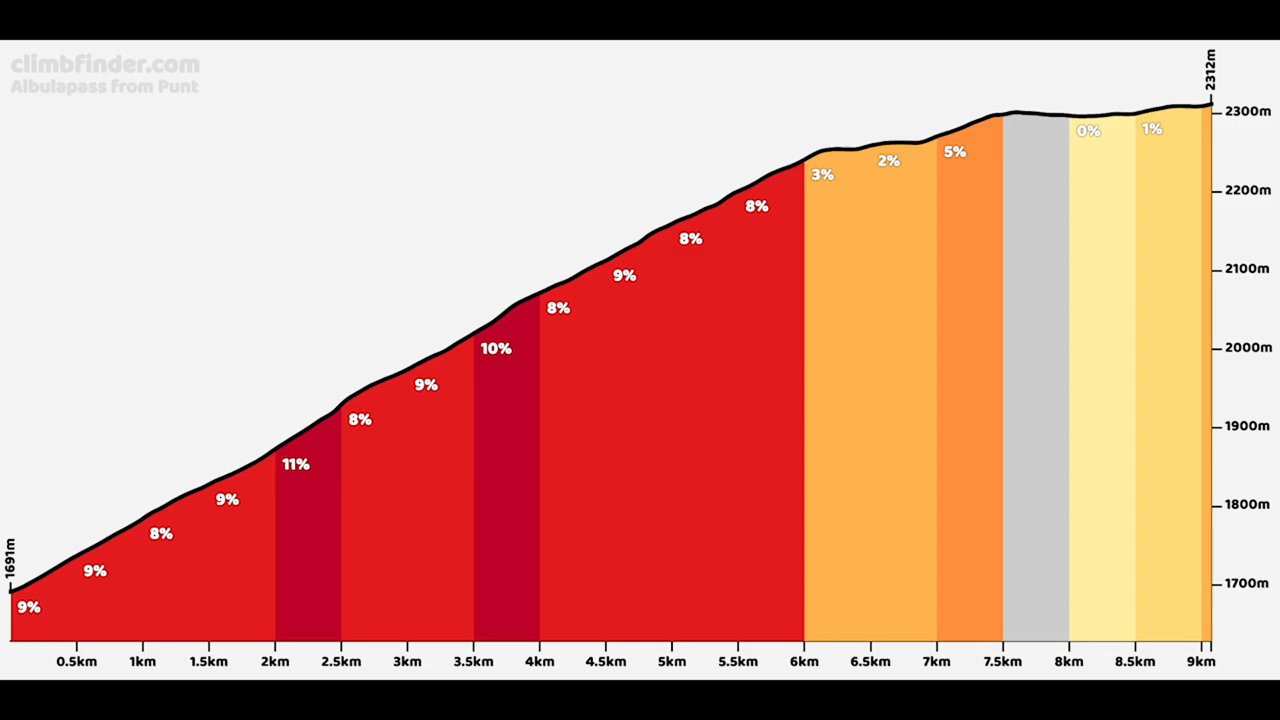 climbfinder.com
Albulapass from Punt
2312m
2300m
2200m
2100m
2000m
1900m
1800m
1700m
1691m
9%
9%
8%
9%
11%
8%
9%
10%
8%
9%
8%
8%
3%
2%
5%
0%
1%
0.5km 1km 1.5km 2km 2.5km 3km 3.5km 4km 4.5km 5km 5.5km 6km 6.5km 7km 7.5km 8km 8.5km 9km